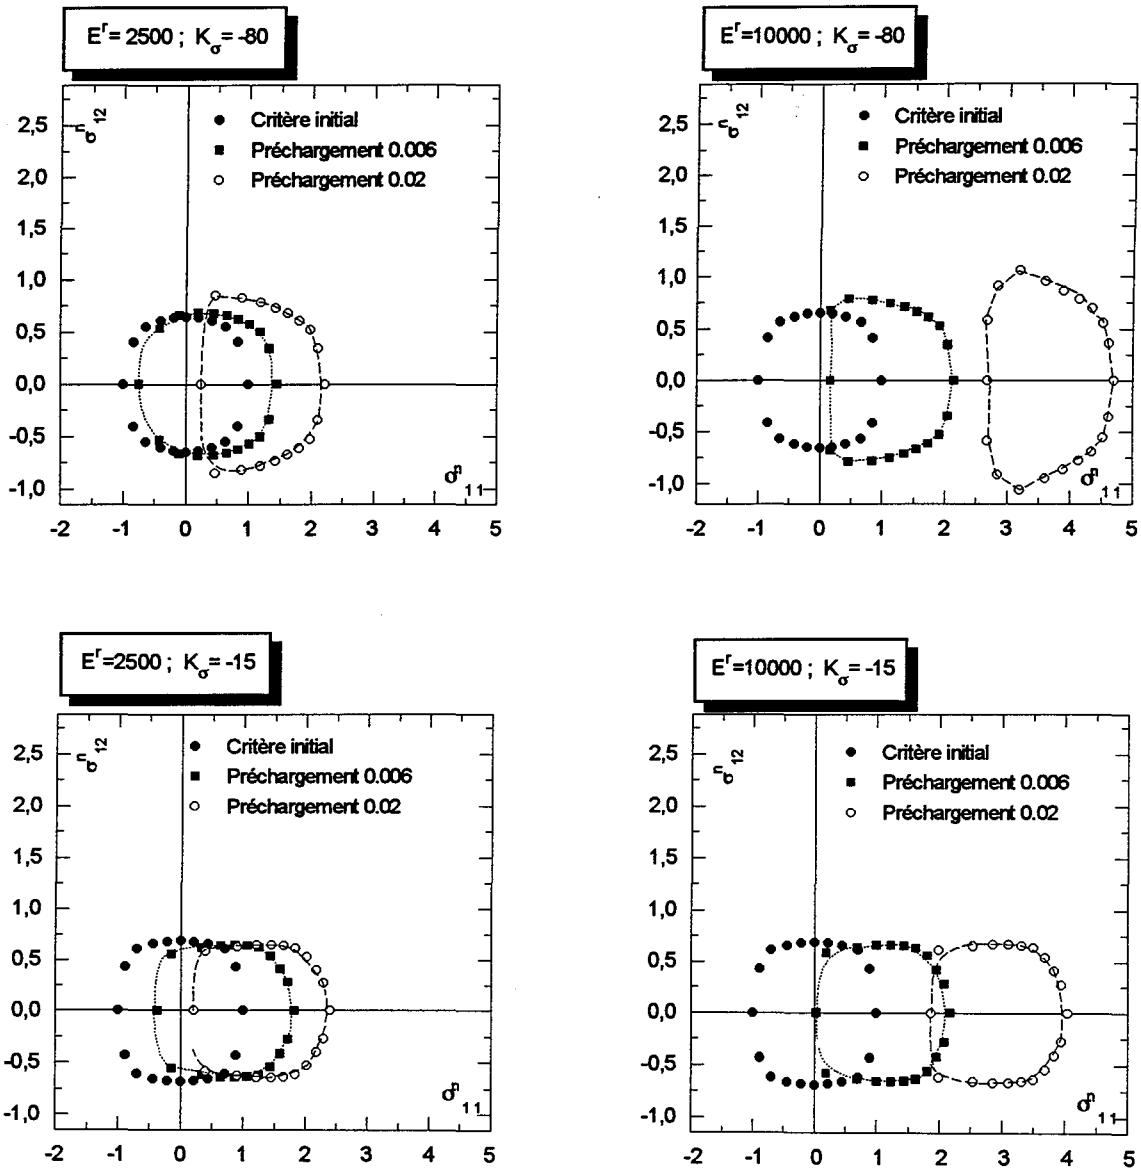 E^r = 2500 ; K_σ = -80
σ^n_12
2,5
2,0
1,5
1,0
0,5
0,0
-0,5
-1,0
Critère initial
Préchargement 0.006
Préchargement 0.02
σ^n_11
-2 -1 0 1 2 3 4 5
E^r=10000 ; K_σ = -80
σ^n_12
2,5
2,0
1,5
1,0
0,5
0,0
-0,5
-1,0
Critère initial
Préchargement 0.006
Préchargement 0.02
σ^n_11
-2 -1 0 1 2 3 4 5
E^r=2500 ; K_σ = -15
σ^n_12
2,5
2,0
1,5
1,0
0,5
0,0
-0,5
-1,0
Critère initial
Préchargement 0.006
Préchargement 0.02
σ^n_11
-2 -1 0 1 2 3 4 5
E^r=10000 ; K_σ = -15
σ^n_12
2,5
2,0
1,5
1,0
0,5
0,0
-0,5
-1,0
Critère initial
Préchargement 0.006
Préchargement 0.02
σ^n_11
-2 -1 0 1 2 3 4 5